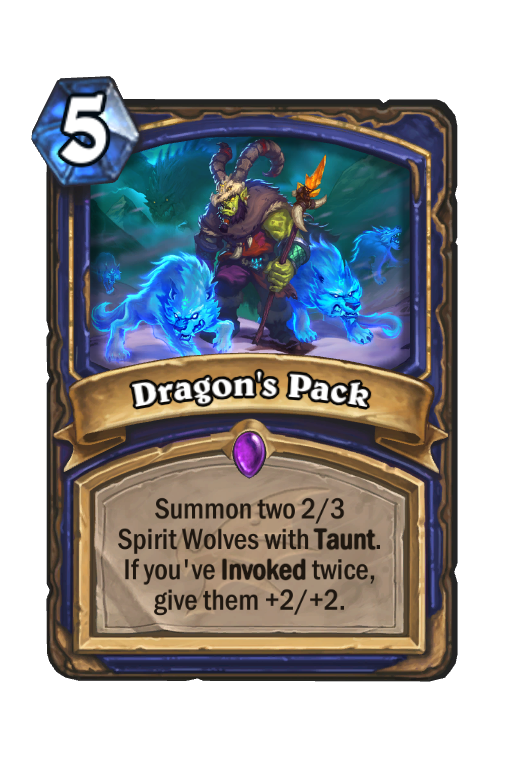 5
Dragon's Pack
Summon two 2/3
Spirit Wolves with Taunt.
If you've Invoked twice,
give them +2/+2.